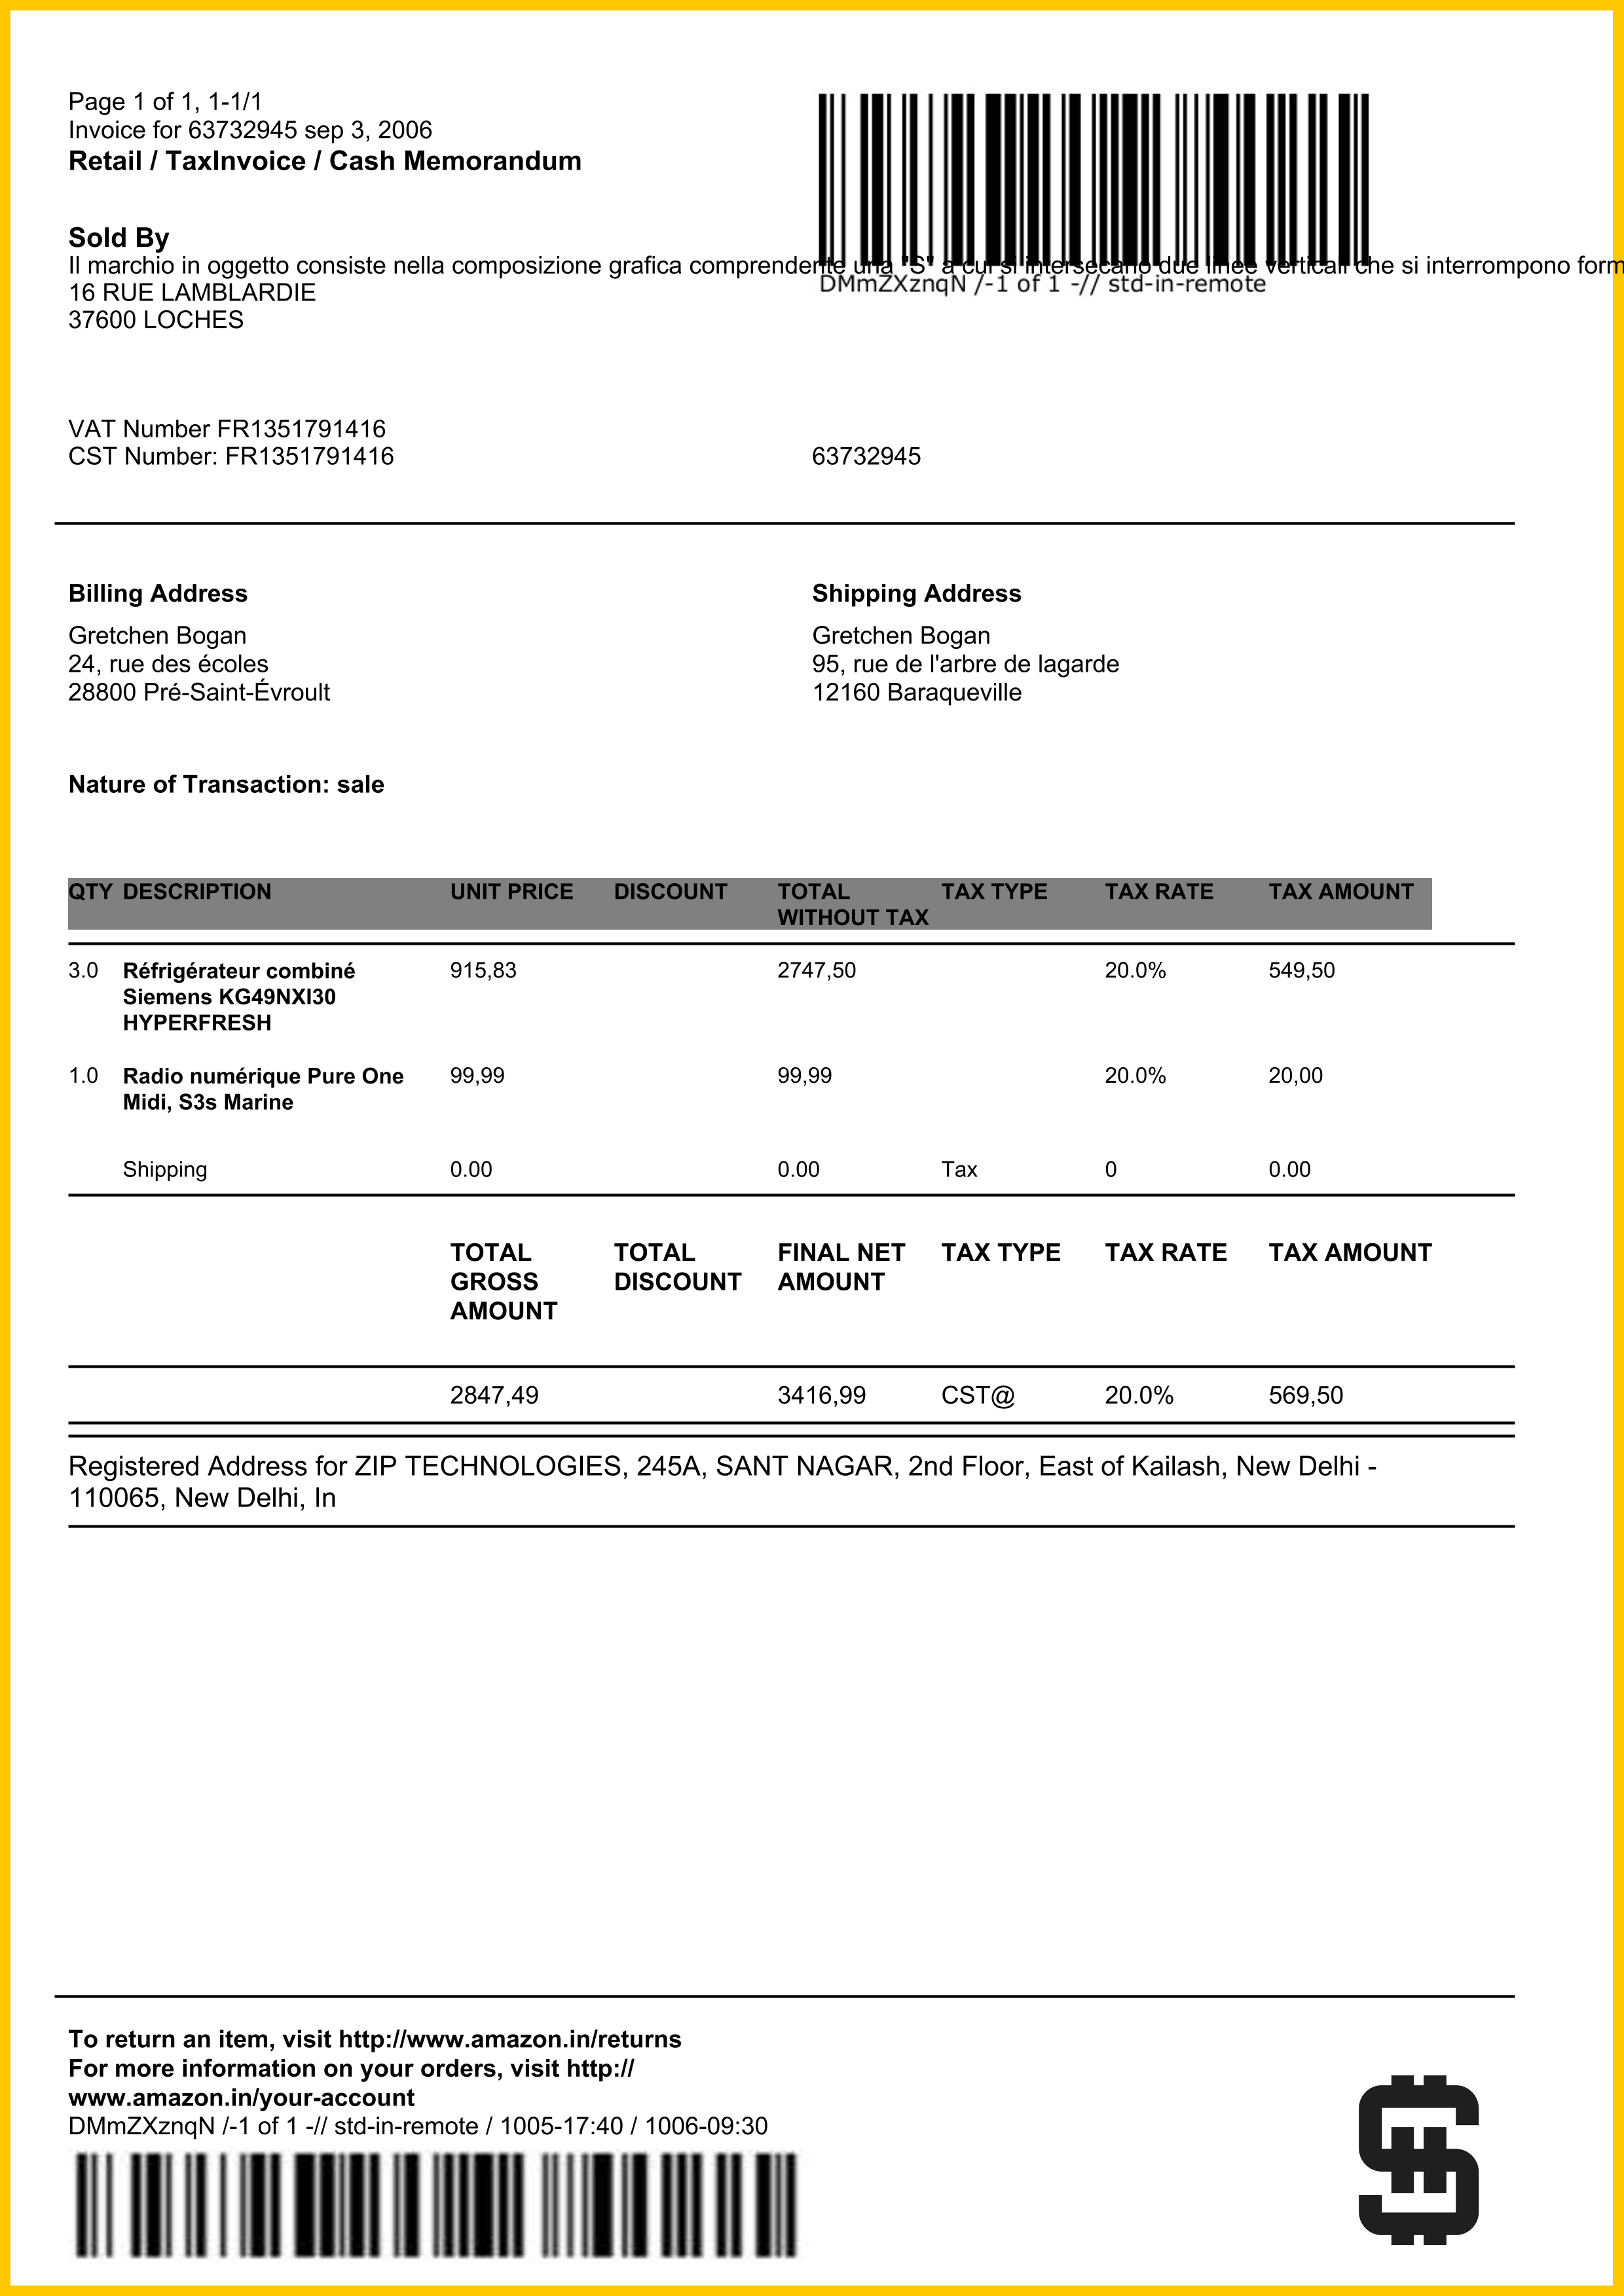 Page 1 of 1, 1-1/1
Invoice for 63732945 sep 3, 2006
Retail / TaxInvoice / Cash Memorandum
Sold By
Il marchio in oggetto consiste nella composizione grafica comprendente una "S" a cui si intersecano due linee verticali che si interrompono form
16 RUE LAMBLARDIE
37600 LOCHES
DMmZXznqN /-1 of 1 -// std-in-remote
VAT Number FR1351791416
CST Number: FR1351791416
63732945
Billing Address
Gretchen Bogan
24, rue des écoles
28800 Pré-Saint-Évroult
Shipping Address
Gretchen Bogan
95, rue de l'arbre de lagarde
12160 Baraqueville
Nature of Transaction: sale
QTY DESCRIPTION UNIT PRICE DISCOUNT TOTAL TAX TYPE TAX RATE TAX AMOUNT
WITHOUT TAX
3.0 Réfrigérateur combiné 915,83 2747,50 20.0% 549,50
Siemens KG49NXI30
HYPERFRESH
1.0 Radio numérique Pure One 99,99 99,99 20.0% 20,00
Midi, S3s Marine
Shipping 0.00 0.00 Tax 0 0.00
TOTAL TOTAL FINAL NET TAX TYPE TAX RATE TAX AMOUNT
GROSS DISCOUNT AMOUNT
AMOUNT
2847,49 3416,99 CST@ 20.0% 569,50
Registered Address for ZIP TECHNOLOGIES, 245A, SANT NAGAR, 2nd Floor, East of Kailash, New Delhi -
110065, New Delhi, In
To return an item, visit http://www.amazon.in/returns
For more information on your orders, visit http://
www.amazon.in/your-account
DMmZXznqN /-1 of 1 -// std-in-remote / 1005-17:40 / 1006-09:30